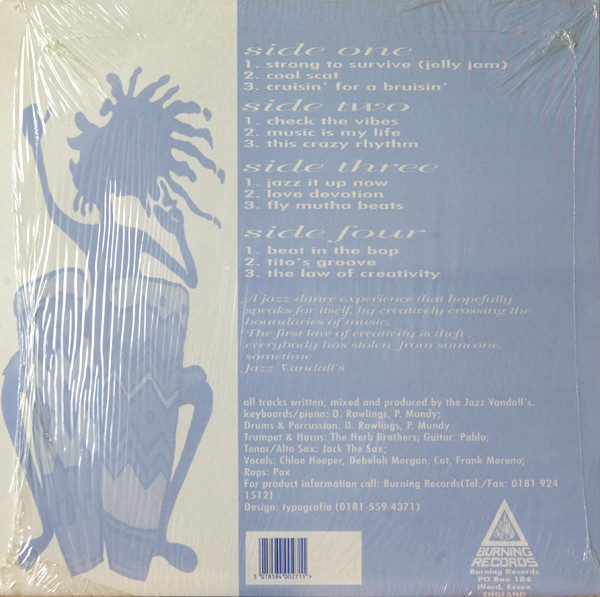 side one
1. strong to survive (jelly jam)
2. cool scat
3. cruisin' for a bruisin'
side two
1. check the vibes
2. music is my life
3. this crazy rhythm
side three
1. jazz it up now
2. love devotion
3. fly mutha beats
side four
1. beat in the bop
2. tito's groove
3. the law of creativity
A jazz dance experience that hopefully
speaks for itself, by creatively crossing the
boundaries of music.
The first law of creativity is theft ,
everybody has stolen from someone,
sometime
Jazz Vandall's
all tracks written, mixed and produced by the Jazz Vandall's.
keyboards/piano; D. Rawlings, P. Mundy;
Drums & Percussion; D. Rawlings, P. Mundy
Trumpet & Horns: The Herb Brothers; Guitar: Pablo;
Tenor/Alto Sax: Jack The Sax;
Vocals: Chloe Hooper, Debelah Morgan, Cat, Frank Moreno;
Raps: Pax
For product information call: Burning Records(Tel./Fax: 0181 924
1512)
Design: typografia (0181-559 4371)
5 018584 002711 >
BURNING
RECORDS
Burning Records
PO Box 184
Ilford, Essex
ENGLAND